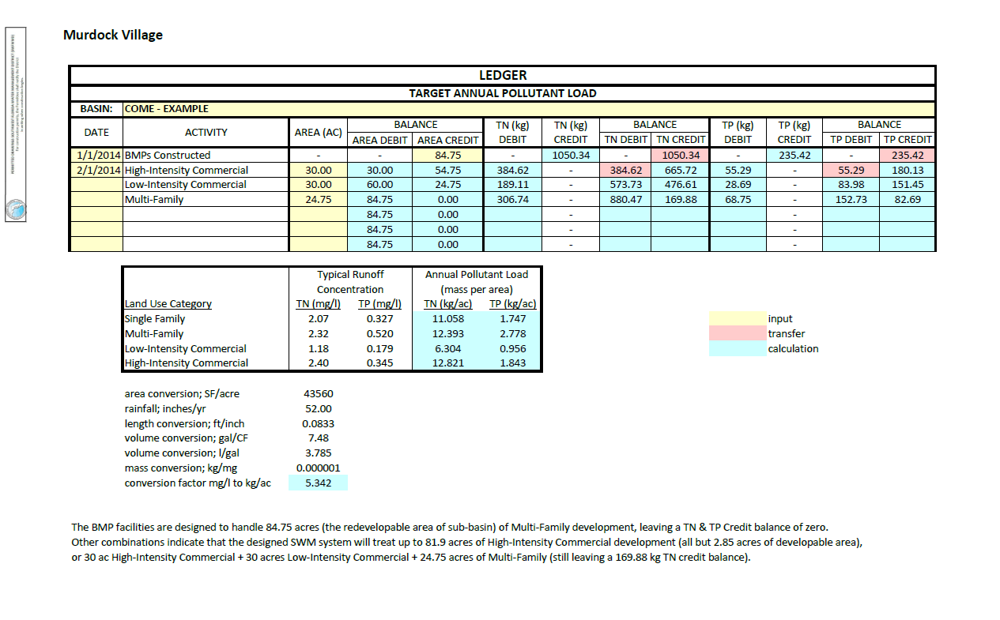 Murdock Village
LEDGER
TARGET ANNUAL POLLUTANT LOAD
BASIN: COME - EXAMPLE
DATE ACTIVITY AREA (AC) BALANCE TN (kg) TN (kg) BALANCE TP (kg) TP (kg) BALANCE
AREA DEBIT AREA CREDIT DEBIT CREDIT TN DEBIT TN CREDIT DEBIT CREDIT TP DEBIT TP CREDIT
1/1/2014 BMPs Constructed - - 84.75 - 1050.34 - 1050.34 - 235.42 - 235.42
2/1/2014 High-Intensity Commercial 30.00 30.00 54.75 384.62 - 384.62 665.72 55.29 - 55.29 180.13
Low-Intensity Commercial 30.00 60.00 24.75 189.11 - 573.73 476.61 28.69 - 83.98 151.45
Multi-Family 24.75 84.75 0.00 306.74 - 880.47 169.88 68.75 - 152.73 82.69
84.75 0.00 - -
84.75 0.00 - -
84.75 0.00 - -
Typical Runoff Annual Pollutant Load
Concentration (mass per area)
Land Use Category TN (mg/l) TP (mg/l) TN (kg/ac) TP (kg/ac)
Single Family 2.07 0.327 11.058 1.747
Multi-Family 2.32 0.520 12.393 2.778
Low-Intensity Commercial 1.18 0.179 6.304 0.956
High-Intensity Commercial 2.40 0.345 12.821 1.843
input
transfer
calculation
area conversion; SF/acre 43560
rainfall; inches/yr 52.00
length conversion; ft/inch 0.0833
volume conversion; gal/CF 7.48
volume conversion; l/gal 3.785
mass conversion; kg/mg 0.000001
conversion factor mg/l to kg/ac 5.342
The BMP facilities are designed to handle 84.75 acres (the redevelopable area of sub-basin) of Multi-Family development, leaving a TN & TP Credit balance of zero.
Other combinations indicate that the designed SWM system will treat up to 81.9 acres of High-Intensity Commercial development (all but 2.85 acres of developable area),
or 30 ac High-Intensity Commercial + 30 acres Low-Intensity Commercial + 24.75 acres of Multi-Family (still leaving a 169.88 kg TN credit balance).